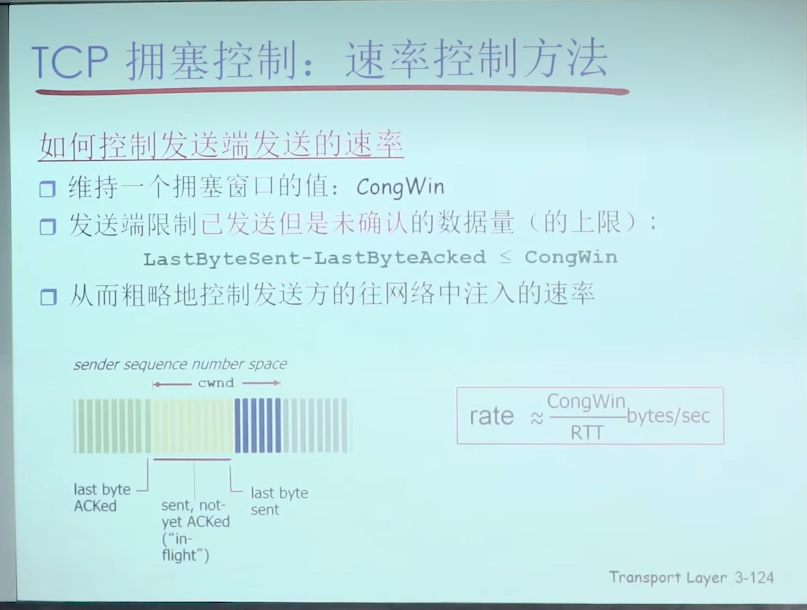 TCP 拥塞控制：速率控制方法
如何控制发送端发送的速率
维持一个拥塞窗口的值：CongWin
发送端限制已发送但是未确认的数据量（的上限）：
LastByteSent-LastByteAcked ≤ CongWin
从而粗略地控制发送方的往网络中注入的速率
sender sequence number space
cwnd
last byte
ACKed
sent, not-
yet ACKed
("in-
flight")
last byte
sent
rate ≈ CongWin
RTT
bytes/sec
Transport Layer 3-124